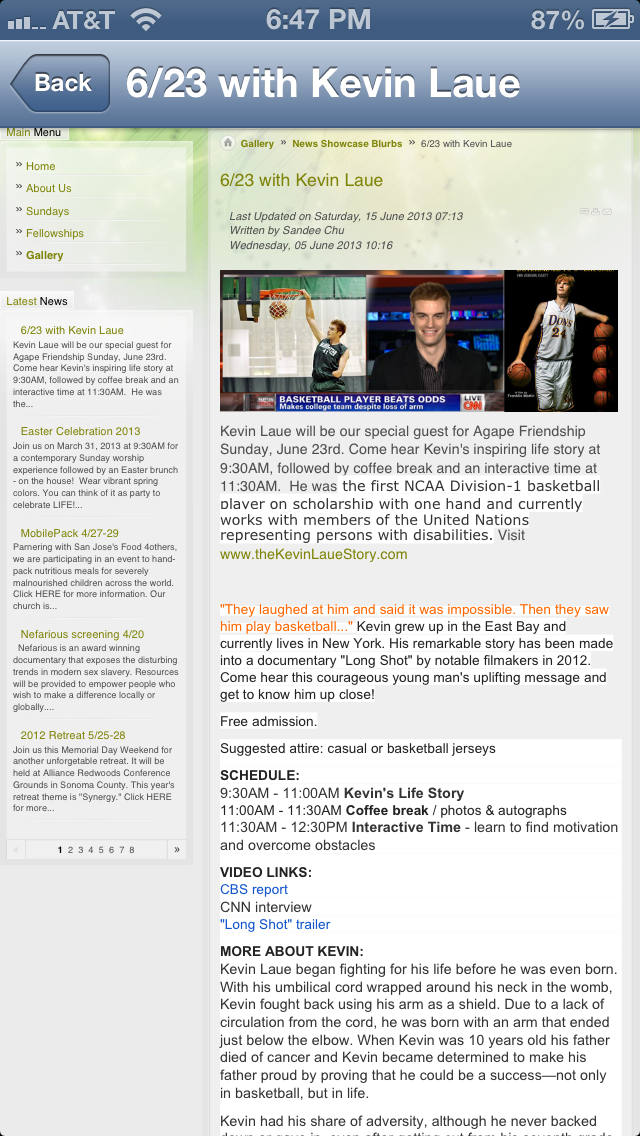 AT&T 6:47 PM 87%
Back 6/23 with Kevin Laue
Main Menu
» Home
» About Us
» Sundays
» Fellowships
» Gallery
Latest News
6/23 with Kevin Laue
Kevin Laue will be our special guest for
Agape Friendship Sunday, June 23rd.
Come hear Kevin's inspiring life story at
9:30AM, followed by coffee break and an
interactive time at 11:30AM.  He was
the...
Easter Celebration 2013
Join us on March 31, 2013 at 9:30AM for
a contemporary Sunday worship
experience followed by an Easter brunch
- on the house!  Wear vibrant spring
colors. You can think of it as party to
celebrate LIFE!...
MobilePack 4/27-29
Parnering with San Jose's Food 4others,
we are participating in an event to hand-
pack nutritious meals for severely
malnourished children across the world.
Click HERE for more information. Our
church is...
Nefarious screening 4/20
Nefarious is an award winning
documentary that exposes the disturbing
trends in modern sex slavery. Resources
will be provided to empower people who
wish to make a difference locally or
globally....
2012 Retreat 5/25-28
Join us this Memorial Day Weekend for
another unforgetable retreat. It will be
held at Alliance Redwoods Conference
Grounds in Sonoma County. This year's
retreat theme is "Synergy." Click HERE
for more...
« 1 2 3 4 5 6 7 8 »
Gallery » News Showcase Blurbs » 6/23 with Kevin Laue
6/23 with Kevin Laue
Last Updated on Saturday, 15 June 2013 07:13
Written by Sandee Chu
Wednesday, 05 June 2013 10:16
DONS
24
BASKETBALL PLAYER BEATS ODDS
Makes college team despite loss of arm
LIVE
CNN
Kevin Laue will be our special guest for Agape Friendship
Sunday, June 23rd. Come hear Kevin's inspiring life story at
9:30AM, followed by coffee break and an interactive time at
11:30AM.  He was the first NCAA Division-1 basketball
player on scholarship with one hand and currently
works with members of the United Nations
representing persons with disabilities. Visit
www.theKevinLaueStory.com
"They laughed at him and said it was impossible. Then they saw
him play basketball..." Kevin grew up in the East Bay and
currently lives in New York. His remarkable story has been made
into a documentary "Long Shot" by notable filmakers in 2012.
Come hear this courageous young man's uplifting message and
get to know him up close!
Free admission.
Suggested attire: casual or basketball jerseys
SCHEDULE:
9:30AM - 11:00AM Kevin's Life Story
11:00AM - 11:30AM Coffee break / photos & autographs
11:30AM - 12:30PM Interactive Time - learn to find motivation
and overcome obstacles
VIDEO LINKS:
CBS report
CNN interview
"Long Shot" trailer
MORE ABOUT KEVIN:
Kevin Laue began fighting for his life before he was even born.
With his umbilical cord wrapped around his neck in the womb,
Kevin fought back using his arm as a shield. Due to a lack of
circulation from the cord, he was born with an arm that ended
just below the elbow. When Kevin was 10 years old his father
died of cancer and Kevin became determined to make his
father proud by proving that he could be a success—not only
in basketball, but in life.
Kevin had his share of adversity, although he never backed
down or gave in, even after getting cut from his seventh grade